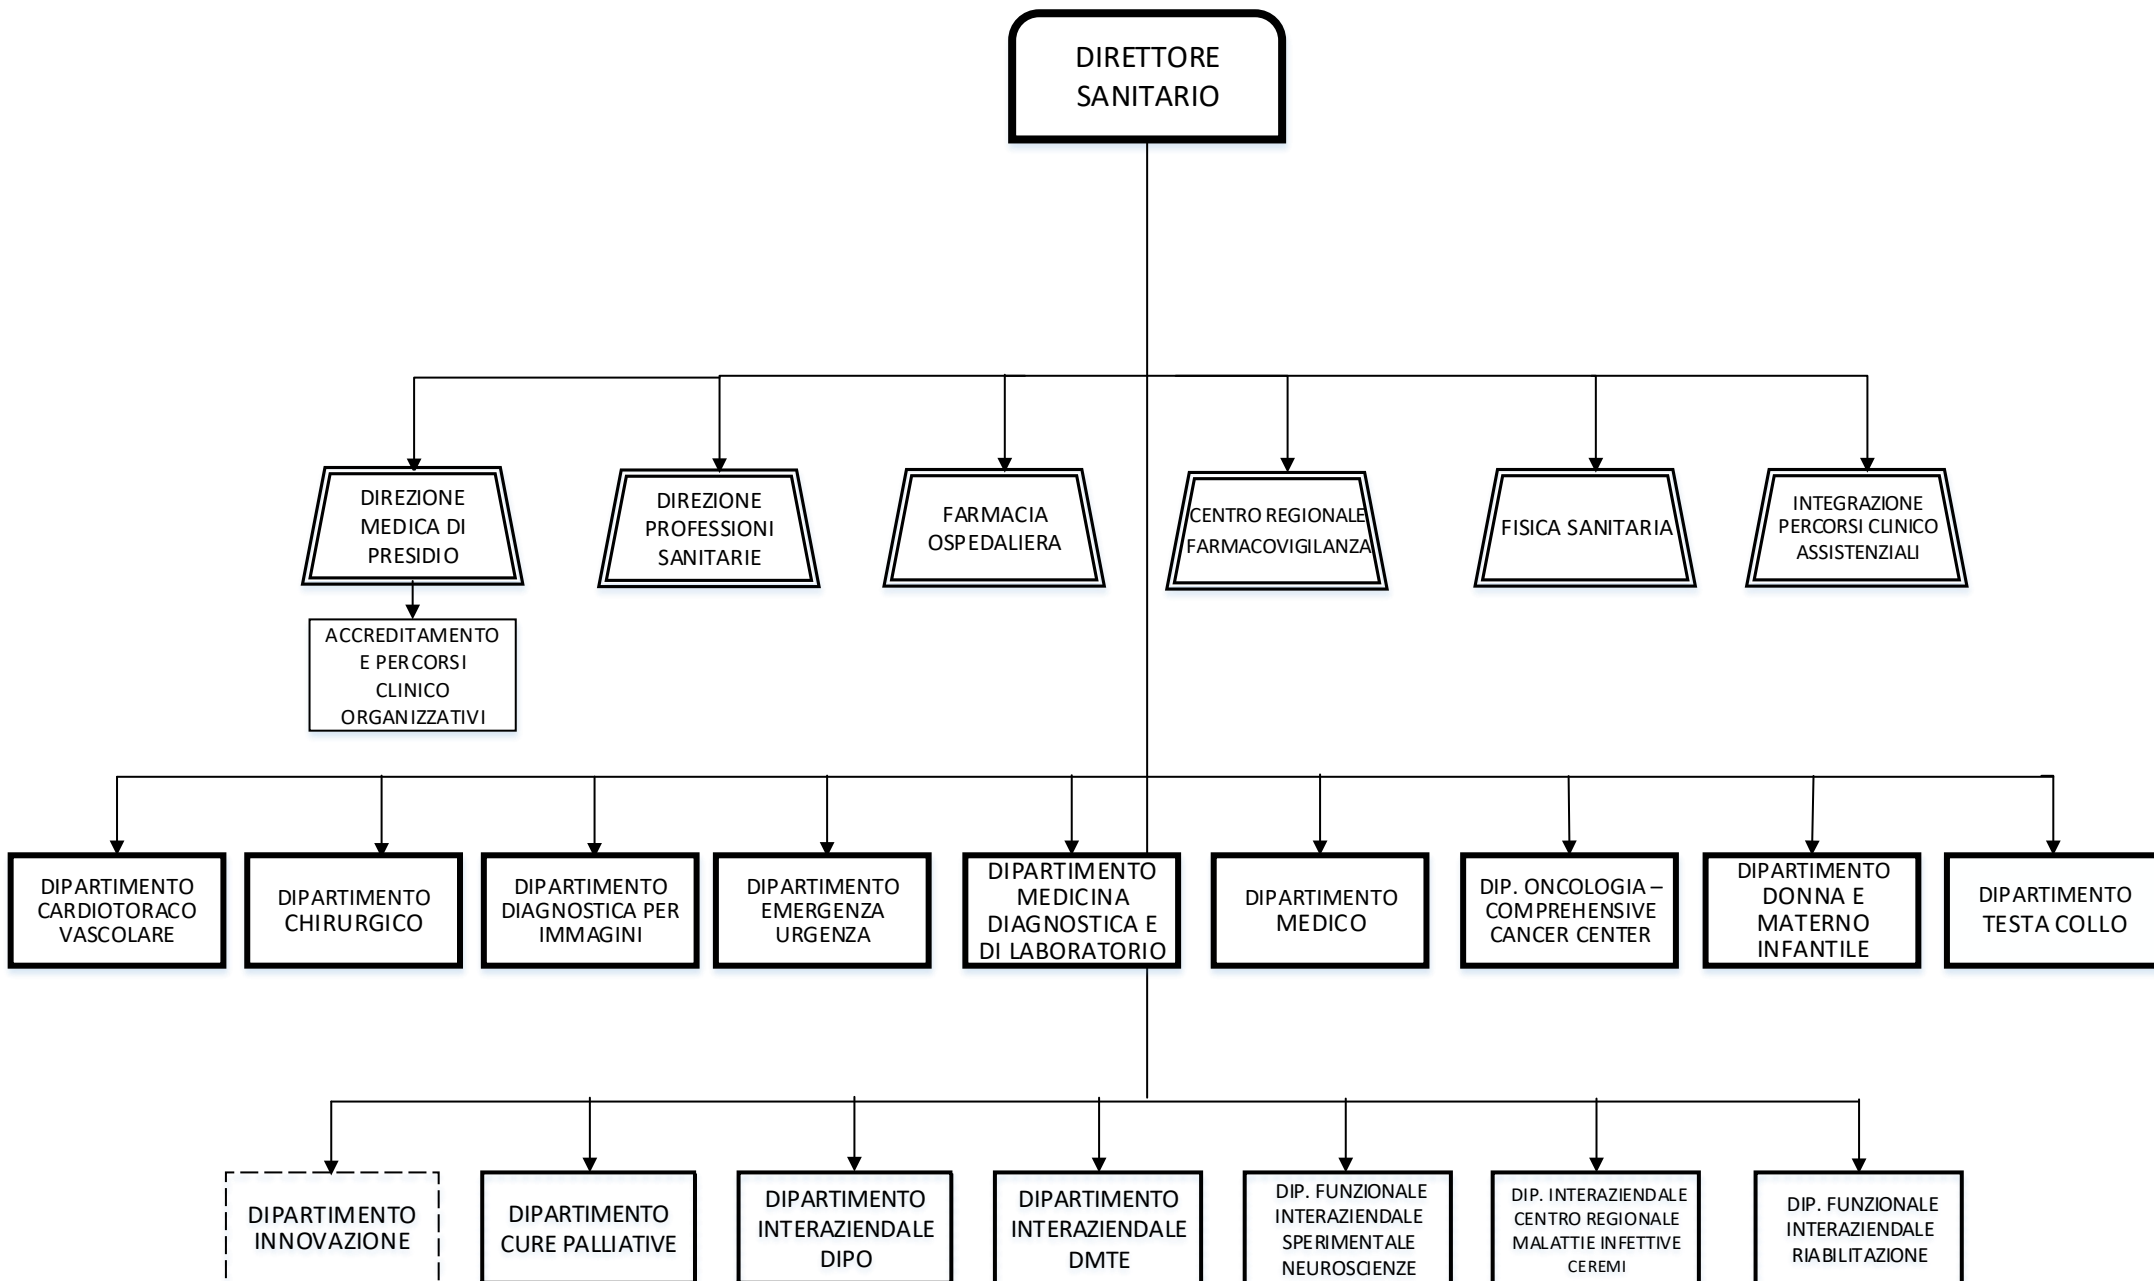 DIRETTORE
SANITARIO
DIREZIONE
MEDICA DI
PRESIDIO
DIREZIONE
PROFESSIONI
SANITARIE
FARMACIA
OSPEDALIERA
CENTRO REGIONALE
FARMACOVIGILANZA
FISICA SANITARIA
INTEGRAZIONE
PERCORSI CLINICO
ASSISTENZIALI
ACCREDITAMENTO
E PERCORSI
CLINICO
ORGANIZZATIVI
DIPARTIMENTO
CARDIOTORACO
VASCOLARE
DIPARTIMENTO
CHIRURGICO
DIPARTIMENTO
DIAGNOSTICA PER
IMMAGINI
DIPARTIMENTO
EMERGENZA
URGENZA
DIPARTIMENTO
MEDICINA
DIAGNOSTICA E
DI LABORATORIO
DIPARTIMENTO
MEDICO
DIP. ONCOLOGIA –
COMPREHENSIVE
CANCER CENTER
DIPARTIMENTO
DONNA E
MATERNO
INFANTILE
DIPARTIMENTO
TESTA COLLO
DIPARTIMENTO
INNOVAZIONE
DIPARTIMENTO
CURE PALLIATIVE
DIPARTIMENTO
INTERAZIENDALE
DIPO
DIPARTIMENTO
INTERAZIENDALE
DMTE
DIP. FUNZIONALE
INTERAZIENDALE
SPERIMENTALE
NEUROSCIENZE
DIP. INTERAZIENDALE
CENTRO REGIONALE
MALATTIE INFETTIVE
CEREMI
DIP. FUNZIONALE
INTERAZIENDALE
RIABILITAZIONE